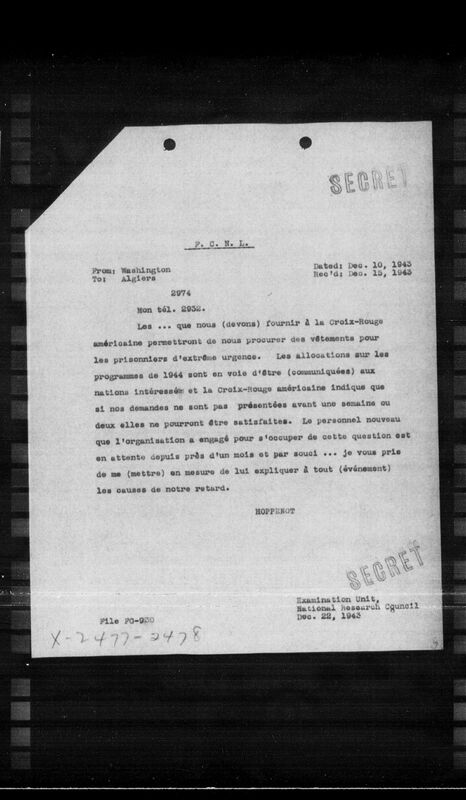 SECRET
F. C. N. L.
From: Washington
To: Algiers
Dated: Dec. 10, 1943
Rec'd: Dec. 15, 1943
2974
Mon tél. 2932.
Les ... que nous (devons) fournir à la Croix-Rouge
américaine permettront de nous procurer des vêtements pour
les prisonniers d'extrême urgence. Les allocations sur les
programmes de 1944 sont en voie d'être (communiquées) aux
nations intéressées et la Croix-Rouge américaine indique que
si nos demandes ne sont pas présentées avant une semaine ou
deux elles ne pourront être satisfaites. Le personnel nouveau
que l'organisation a engagé pour s'occuper de cette question est
en attente depuis près d'un mois et par souci ... je vous prie
de me (mettre) en mesure de lui expliquer à tout (événement)
les causes de notre retard.
HOPPENOT
SECRET
Examination Unit,
National Research Council
Dec. 22, 1943
File FO-930
X-2477-2478